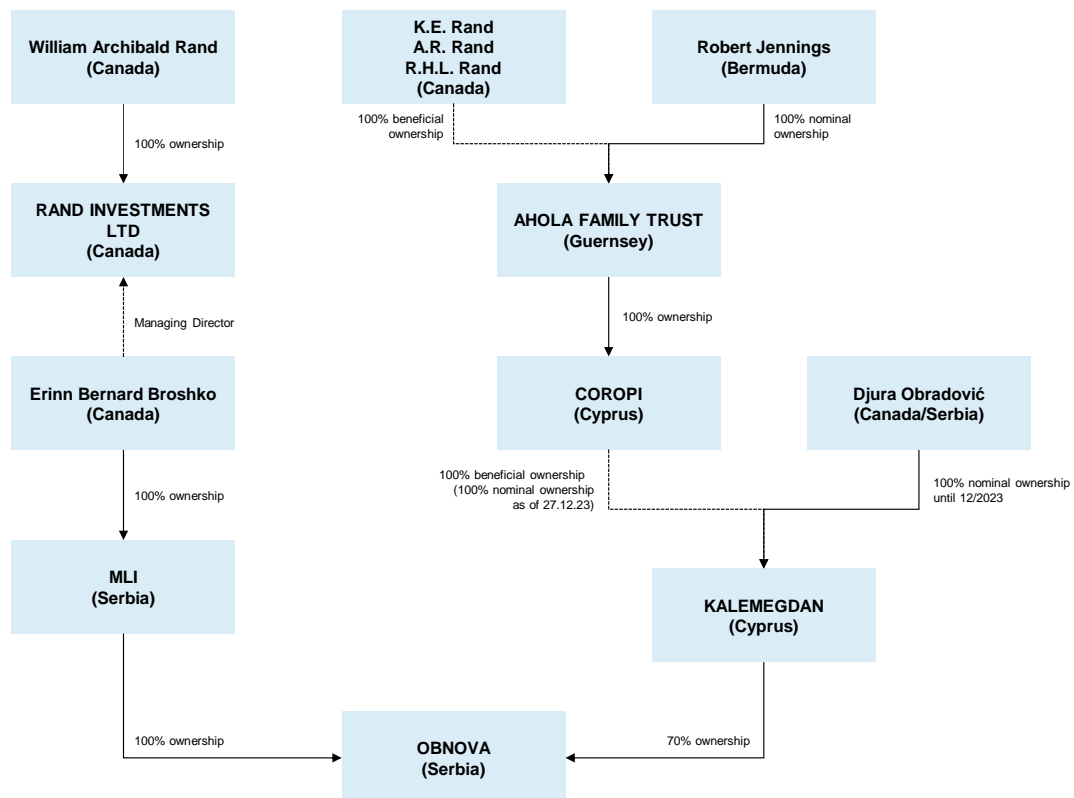 William Archibald Rand
(Canada)
K.E. Rand
A.R. Rand
R.H.L. Rand
(Canada)
Robert Jennings
(Bermuda)
100% ownership
100% beneficial
ownership
100% nominal
ownership
RAND INVESTMENTS
LTD
(Canada)
AHOLA FAMILY TRUST
(Guernsey)
Managing Director
100% ownership
Erinn Bernard Broshko
(Canada)
COROPI
(Cyprus)
Djura Obradović
(Canada/Serbia)
100% ownership
100% beneficial ownership
(100% nominal ownership
as of 27.12.23)
100% nominal ownership
until 12/2023
MLI
(Serbia)
KALEMEGDAN
(Cyprus)
100% ownership
70% ownership
OBNOVA
(Serbia)